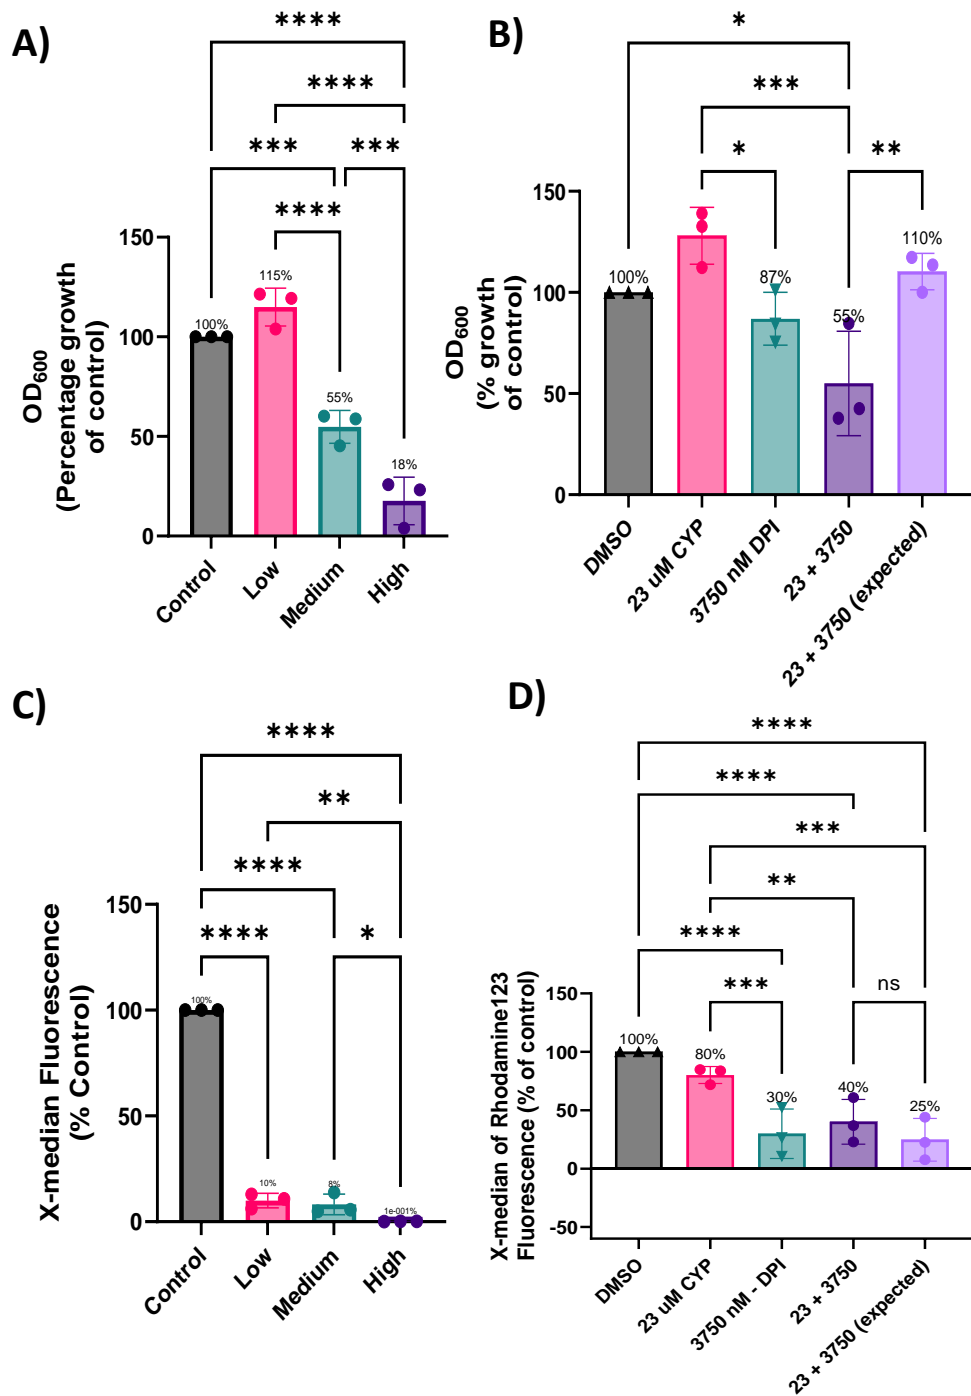 A)
****
****
***
***
****
OD600
(Percentage growth
of control)
150
100
50
0
100%
115%
55%
18%
Control
Low
Medium
High
B)
*
***
*
**
OD600
(% growth
of control)
150
100
50
0
100%
87%
55%
110%
DMSO
23 uM CYP
3750 nM DPI
23 + 3750
23 + 3750 (expected)
C)
****
**
****
****
*
X-median Fluorescence
(% Control)
150
100
50
0
100%
10%
8%
1e-001%
Control
Low
Medium
High
D)
****
****
***
**
****
***
ns
X-median of Rhodamine123
Fluorescence (% of control)
150
100
50
0
-50
100%
80%
30%
40%
25%
DMSO
23 uM CYP
3750 nM - DPI
23 + 3750
23 + 3750 (expected)